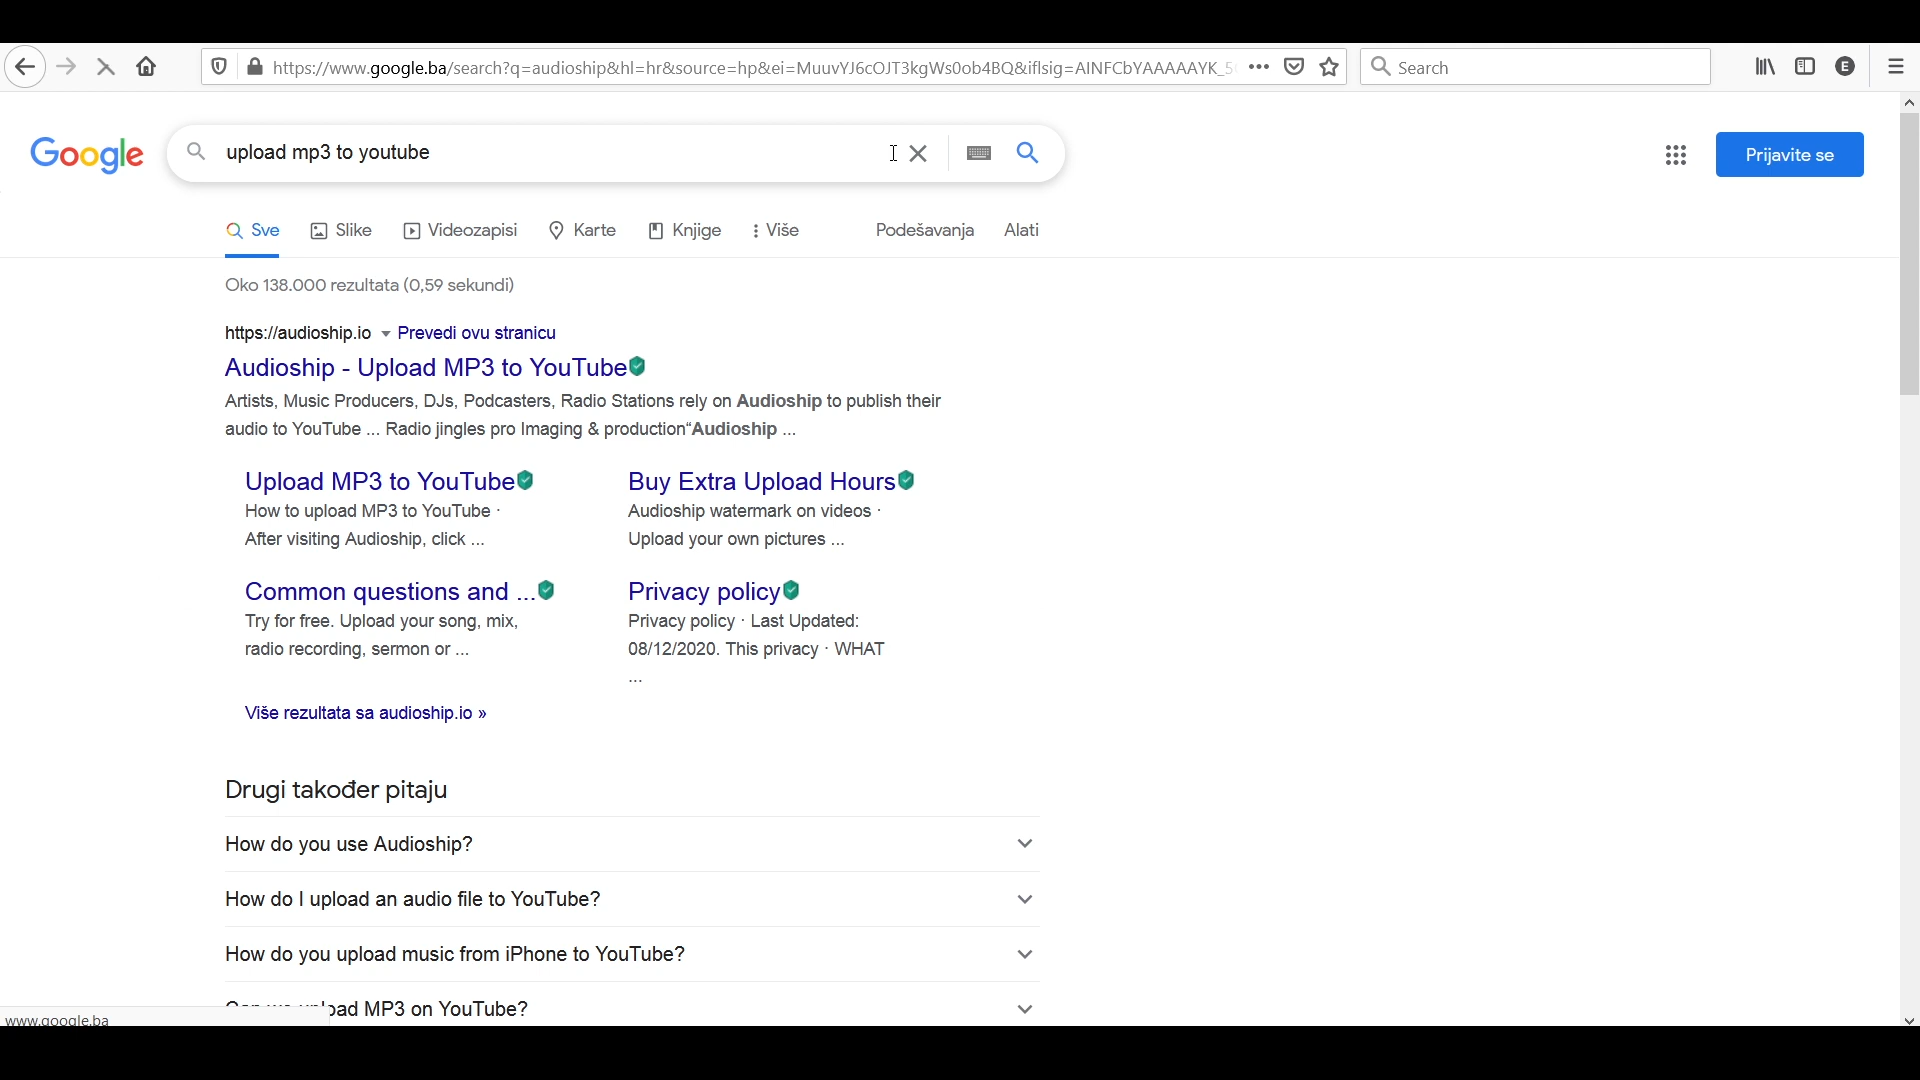 https://www.google.ba/search?q=audioship&hl=hr&source=hp&ei=MuuvYJ6cOJT3kgWs0ob4BQ&iflsig=AINFCbYAAAAAYK_5
Search
E
Google
upload mp3 to youtube
Prijavite se
Sve
Slike
Videozapisi
Karte
Knjige
Više
Podešavanja
Alati
Oko 138.000 rezultata (0,59 sekundi)
https://audioship.io Prevedi ovu stranicu
Audioship - Upload MP3 to YouTube
Artists, Music Producers, DJs, Podcasters, Radio Stations rely on Audioship to publish their
audio to YouTube ... Radio jingles pro Imaging & production“Audioship ...
Upload MP3 to YouTube
How to upload MP3 to YouTube ·
After visiting Audioship, click ...
Buy Extra Upload Hours
Audioship watermark on videos ·
Upload your own pictures ...
Common questions and ...
Try for free. Upload your song, mix,
radio recording, sermon or ...
Privacy policy
Privacy policy · Last Updated:
08/12/2020. This privacy · WHAT
...
Više rezultata sa audioship.io »
Drugi također pitaju
How do you use Audioship?
How do I upload an audio file to YouTube?
How do you upload music from iPhone to YouTube?
MP3 on YouTube?
www.google.ba